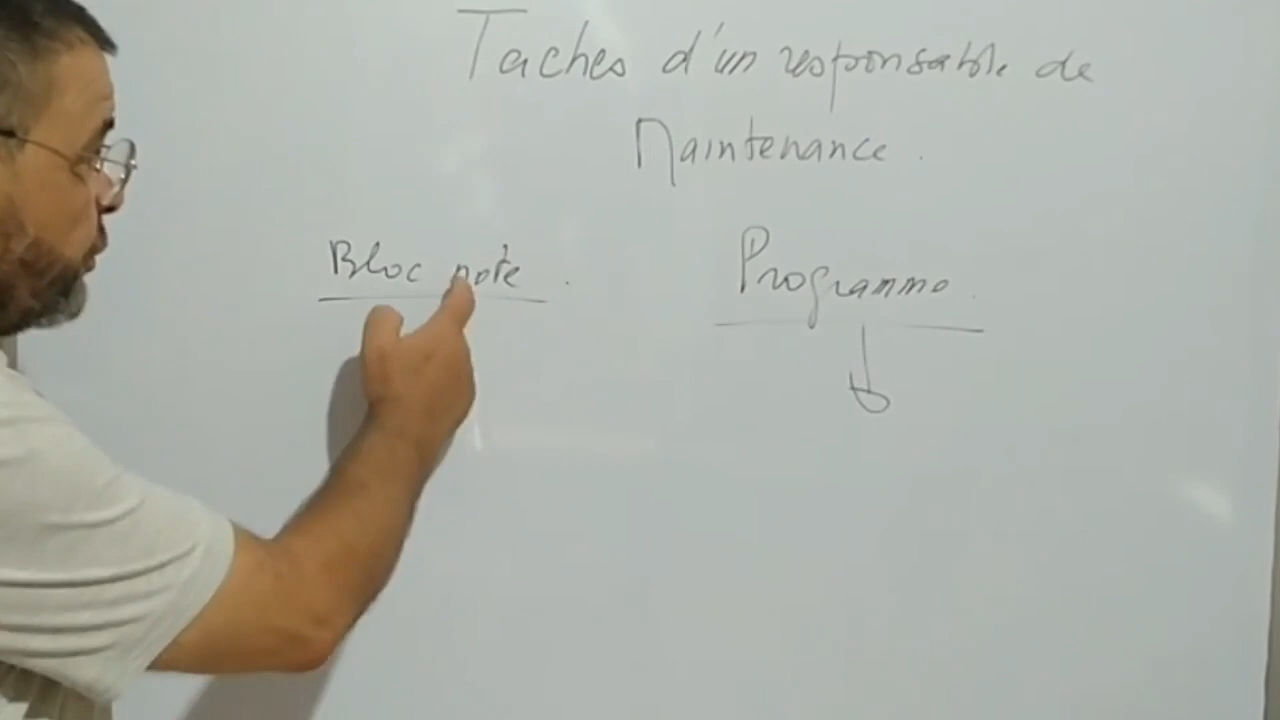 Taches d'un responsable de
Maintenance.
Bloc note.
Programme.